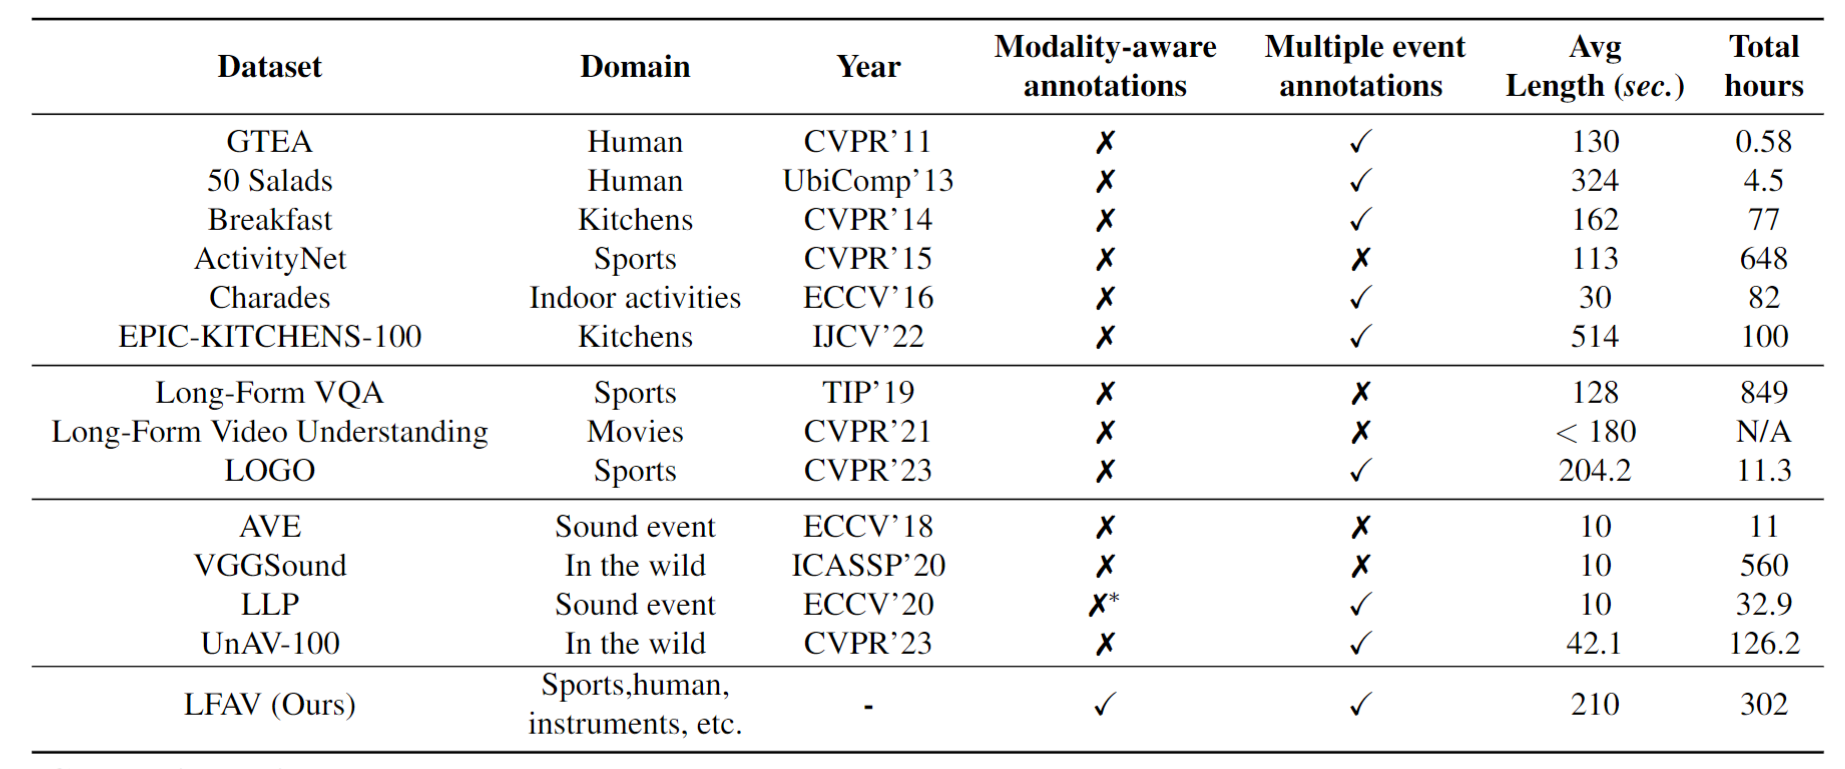 Dataset Domain Year Modality-aware annotations Multiple event annotations Avg Length (sec.) Total hours
GTEA Human CVPR’11 ✗ ✓ 130 0.58
50 Salads Human UbiComp’13 ✗ ✓ 324 4.5
Breakfast Kitchens CVPR’14 ✗ ✓ 162 77
ActivityNet Sports CVPR’15 ✗ ✗ 113 648
Charades Indoor activities ECCV’16 ✗ ✓ 30 82
EPIC-KITCHENS-100 Kitchens IJCV’22 ✗ ✓ 514 100
Long-Form VQA Sports TIP’19 ✗ ✗ 128 849
Long-Form Video Understanding Movies CVPR’21 ✗ ✗ < 180 N/A
LOGO Sports CVPR’23 ✗ ✓ 204.2 11.3
AVE Sound event ECCV’18 ✗ ✗ 10 11
VGGSound In the wild ICASSP’20 ✗ ✗ 10 560
LLP Sound event ECCV’20 ✗* ✓ 10 32.9
UnAV-100 In the wild CVPR’23 ✗ ✓ 42.1 126.2
LFAV (Ours) Sports,human, instruments, etc. - ✓ ✓ 210 302